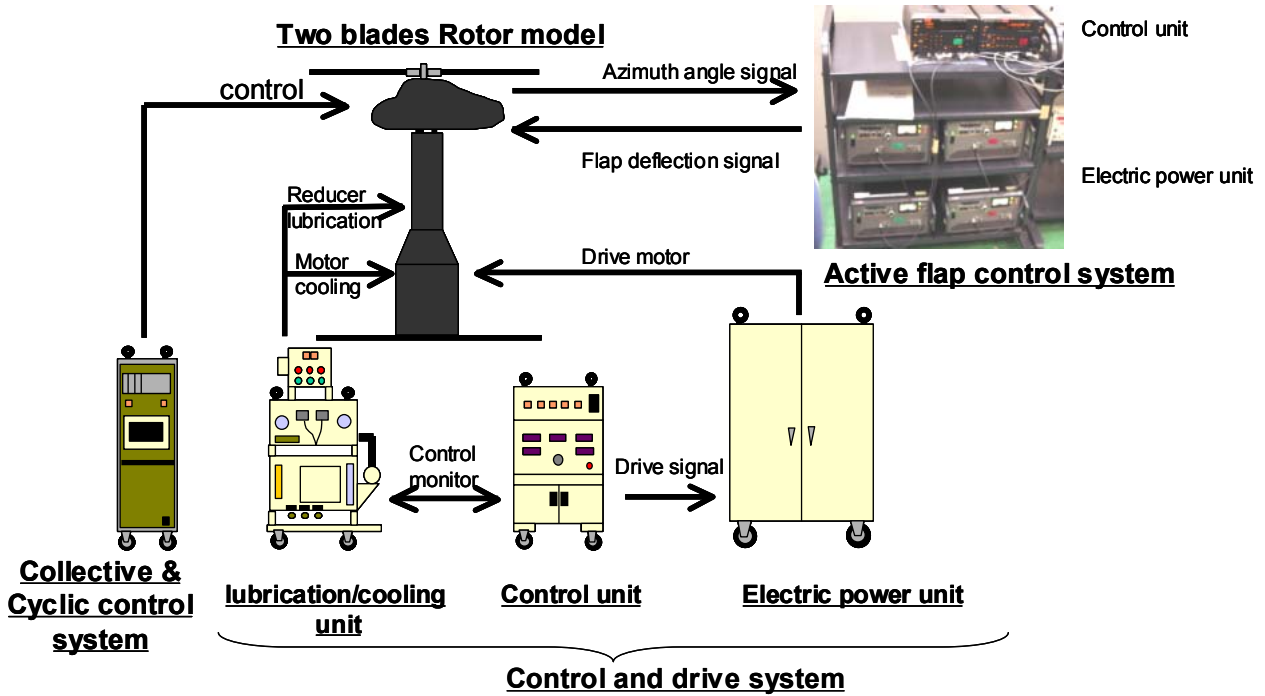 Two blades Rotor model
control
Azimuth angle signal
Flap deflection signal
Control unit
Electric power unit
Active flap control system
Reducer
lubrication
Motor
cooling
Drive motor
Control
monitor
Drive signal
Collective &
Cyclic control
system
lubrication/cooling
unit
Control unit
Electric power unit
Control and drive system